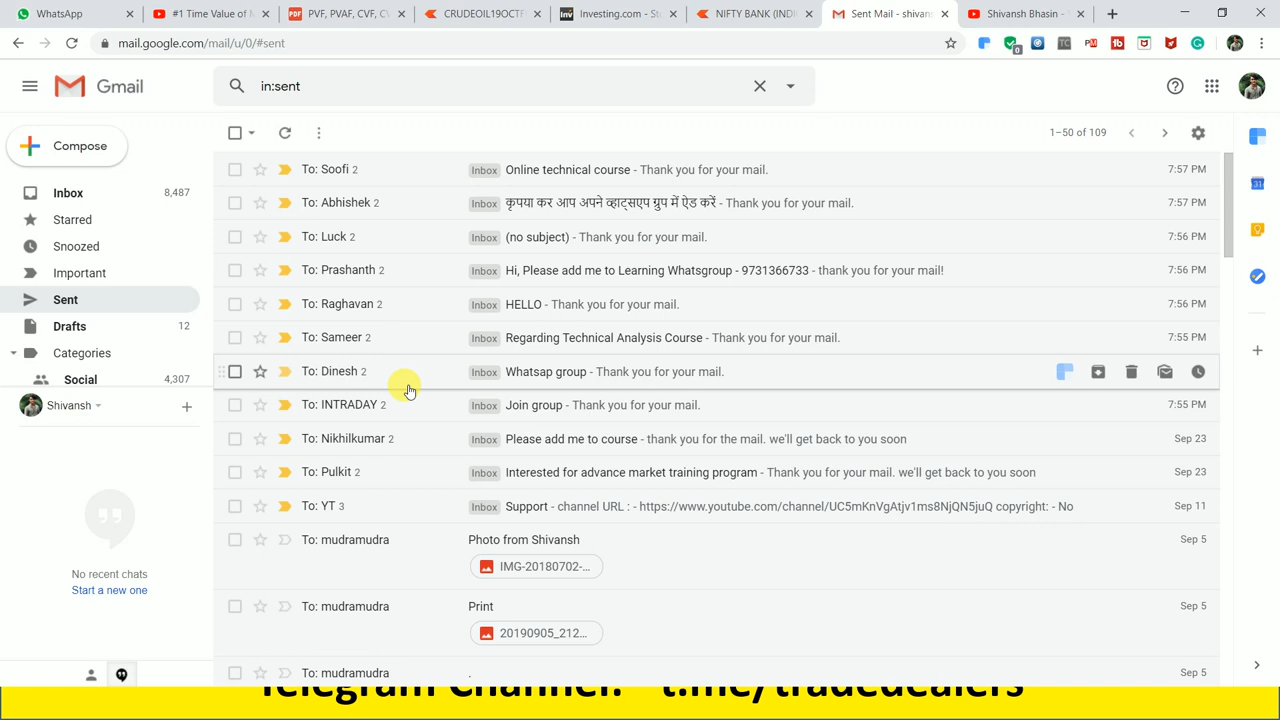 WhatsApp
#1 Time Value of M
PVF, PVAF, CVF, C
CRUDEOIL19OCTF
Investing.com - Sto
NIFTY BANK (INDI
Sent Mail - shivans
Shivansh Bhasin -
mail.google.com/mail/u/0/#sent
Gmail
in:sent
Compose
1–50 of 109
Inbox 8,487
Starred
Snoozed
Important
Sent
Drafts 12
Categories
Social 4,307
Shivansh
No recent chats
Start a new one
To: Soofi 2 Inbox Online technical course - Thank you for your mail. 7:57 PM
To: Abhishek 2 Inbox कृपया कर आप अपने व्हाट्सएप ग्रुप में ऐड करें - Thank you for your mail. 7:57 PM
To: Luck 2 Inbox (no subject) - Thank you for your mail. 7:56 PM
To: Prashanth 2 Inbox Hi, Please add me to Learning Whatsgroup - 9731366733 - thank you for your mail! 7:56 PM
To: Raghavan 2 Inbox HELLO - Thank you for your mail. 7:56 PM
To: Sameer 2 Inbox Regarding Technical Analysis Course - Thank you for your mail. 7:55 PM
To: Dinesh 2 Inbox Whatsap group - Thank you for your mail.
To: INTRADAY 2 Inbox Join group - Thank you for your mail. 7:55 PM
To: Nikhilkumar 2 Inbox Please add me to course - thank you for the mail. we'll get back to you soon Sep 23
To: Pulkit 2 Inbox Interested for advance market training program - Thank you for your mail. we'll get back to you soon Sep 23
To: YT 3 Inbox Support - channel URL : - https://www.youtube.com/channel/UC5mKnVgAtjv1ms8NjQN5juQ copyright: - No Sep 11
To: mudramudra Photo from Shivansh Sep 5
IMG-20180702-...
To: mudramudra Print Sep 5
20190905_212...
To: mudramudra . Sep 5
Telegram Channel: - t.me/tradedealers